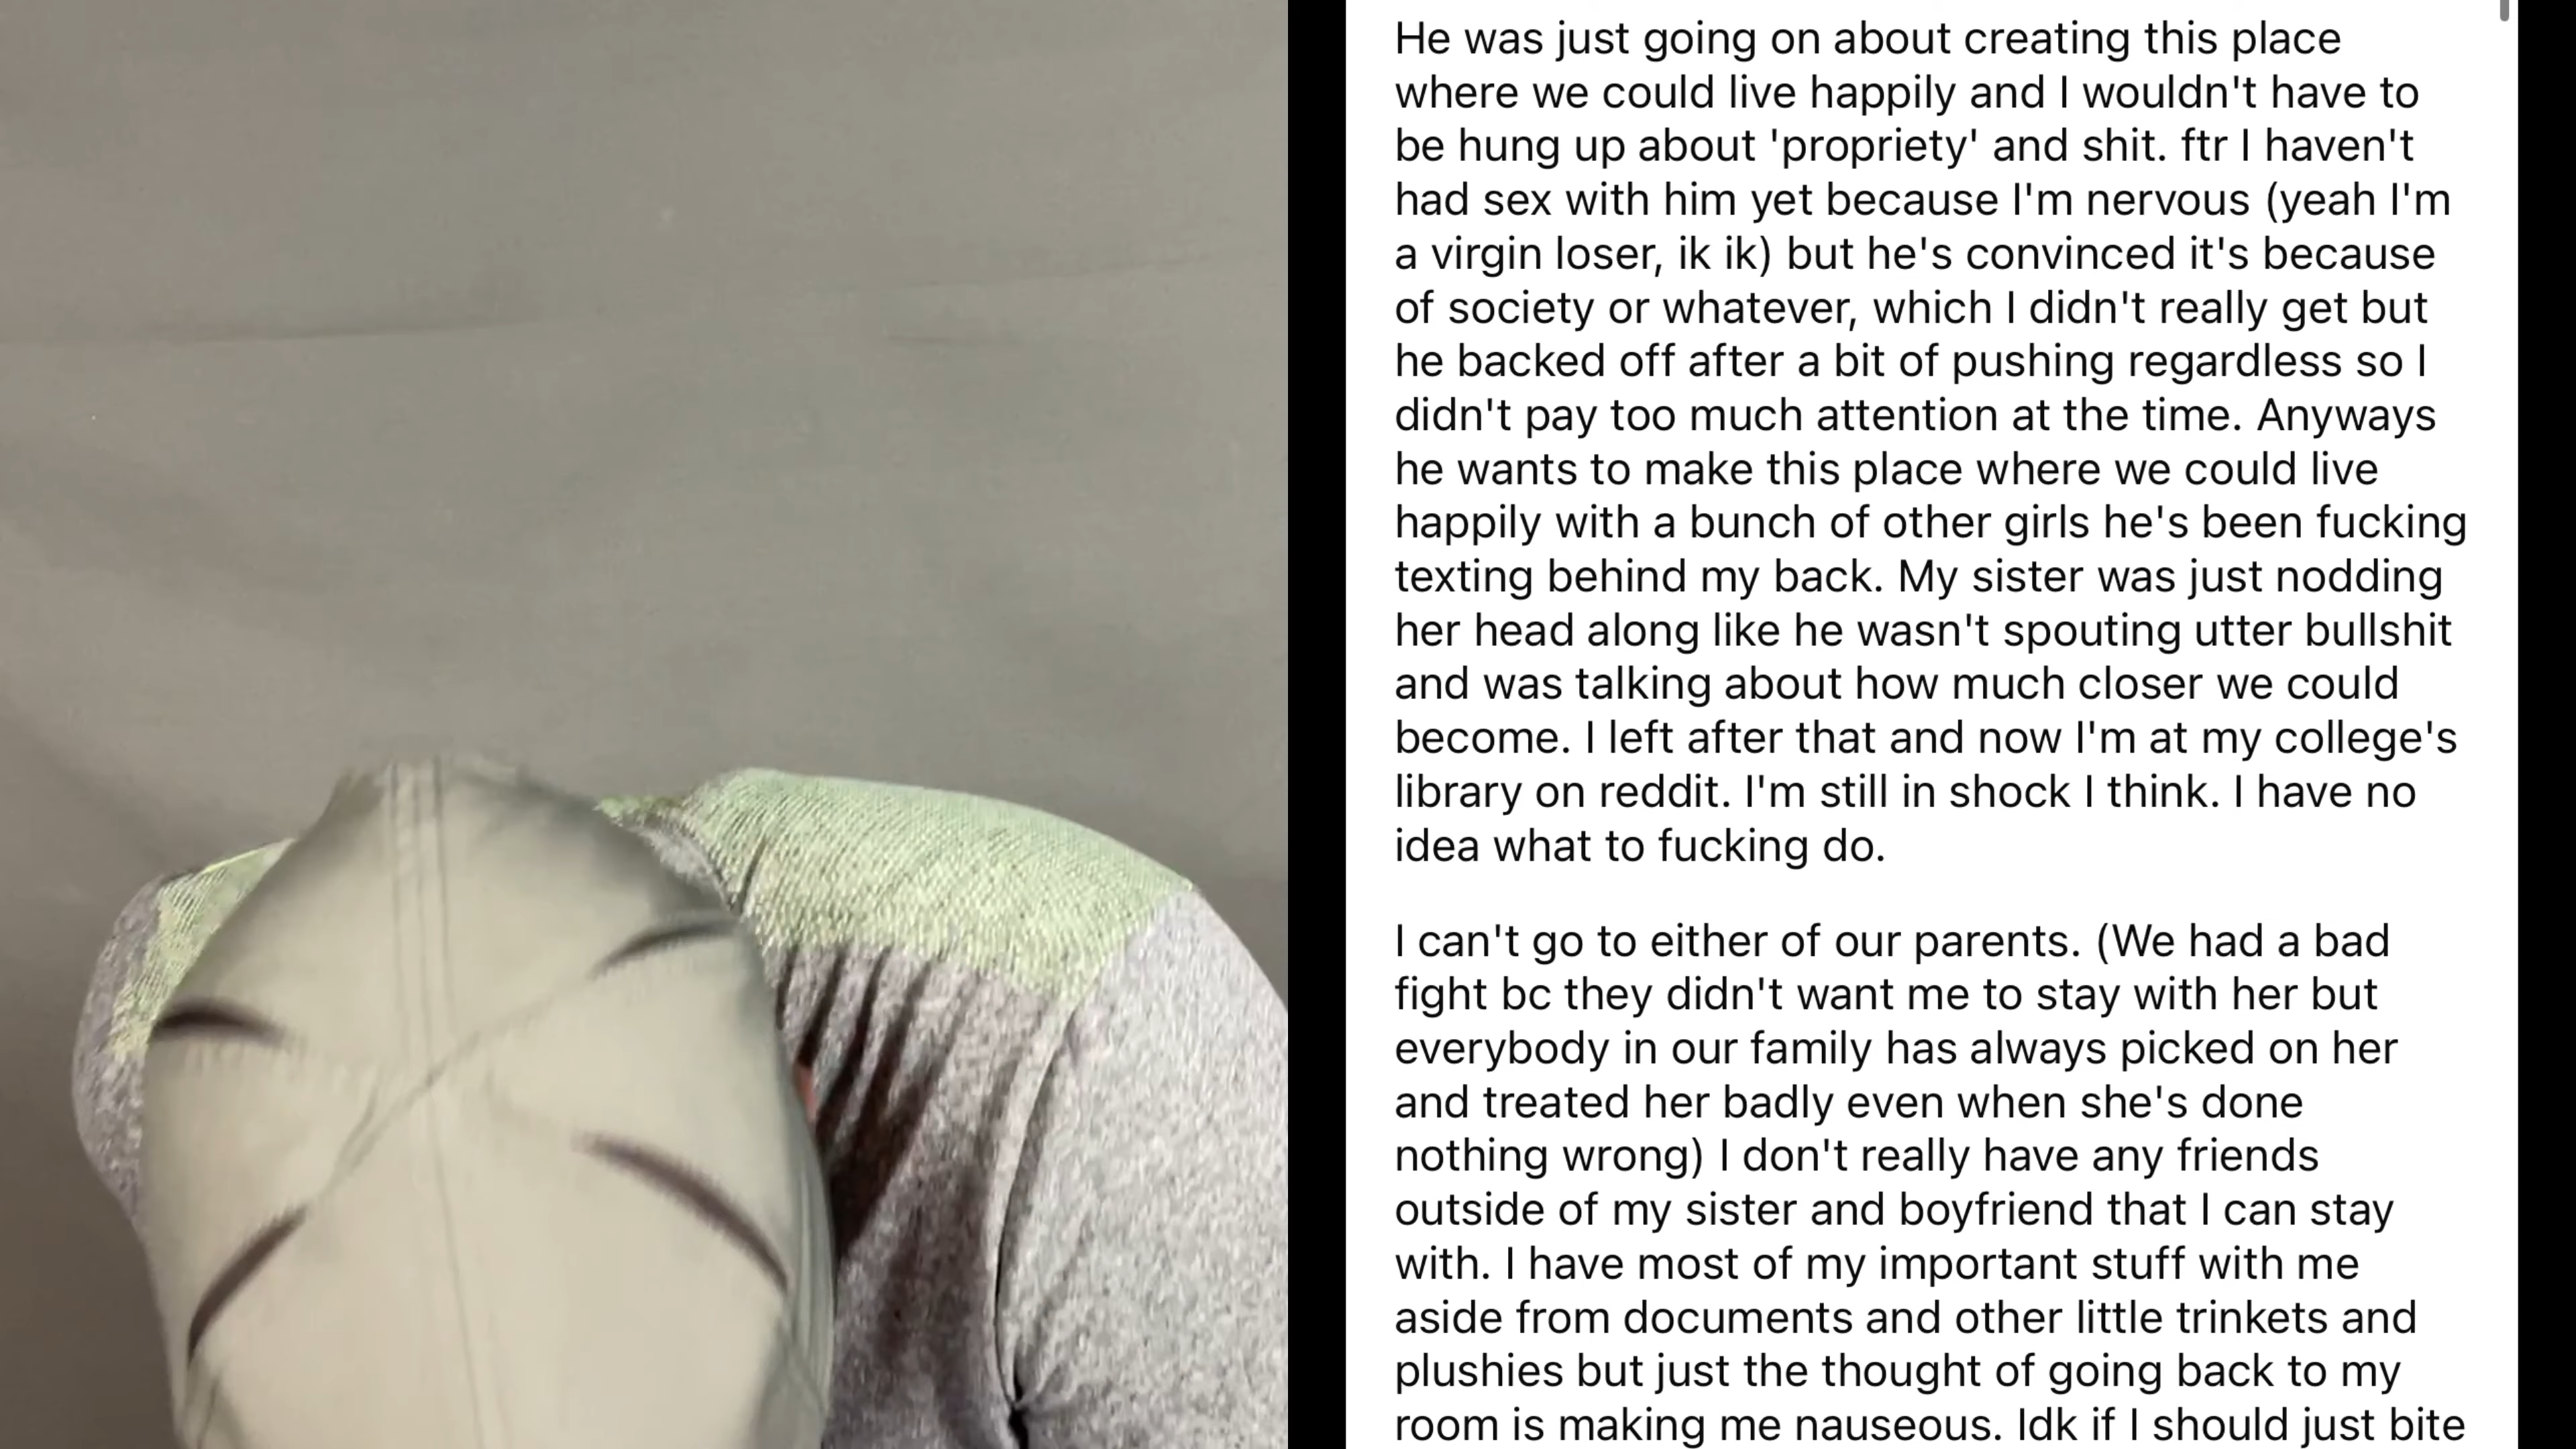 He was just going on about creating this place
where we could live happily and I wouldn't have to
be hung up about 'propriety' and shit. ftr I haven't
had sex with him yet because I'm nervous (yeah I'm
a virgin loser, ik ik) but he's convinced it's because
of society or whatever, which I didn't really get but
he backed off after a bit of pushing regardless so I
didn't pay too much attention at the time. Anyways
he wants to make this place where we could live
happily with a bunch of other girls he's been fucking
texting behind my back. My sister was just nodding
her head along like he wasn't spouting utter bullshit
and was talking about how much closer we could
become. I left after that and now I'm at my college's
library on reddit. I'm still in shock I think. I have no
idea what to fucking do.
I can't go to either of our parents. (We had a bad
fight bc they didn't want me to stay with her but
everybody in our family has always picked on her
and treated her badly even when she's done
nothing wrong) I don't really have any friends
outside of my sister and boyfriend that I can stay
with. I have most of my important stuff with me
aside from documents and other little trinkets and
plushies but just the thought of going back to my
room is making me nauseous. Idk if I should just bite